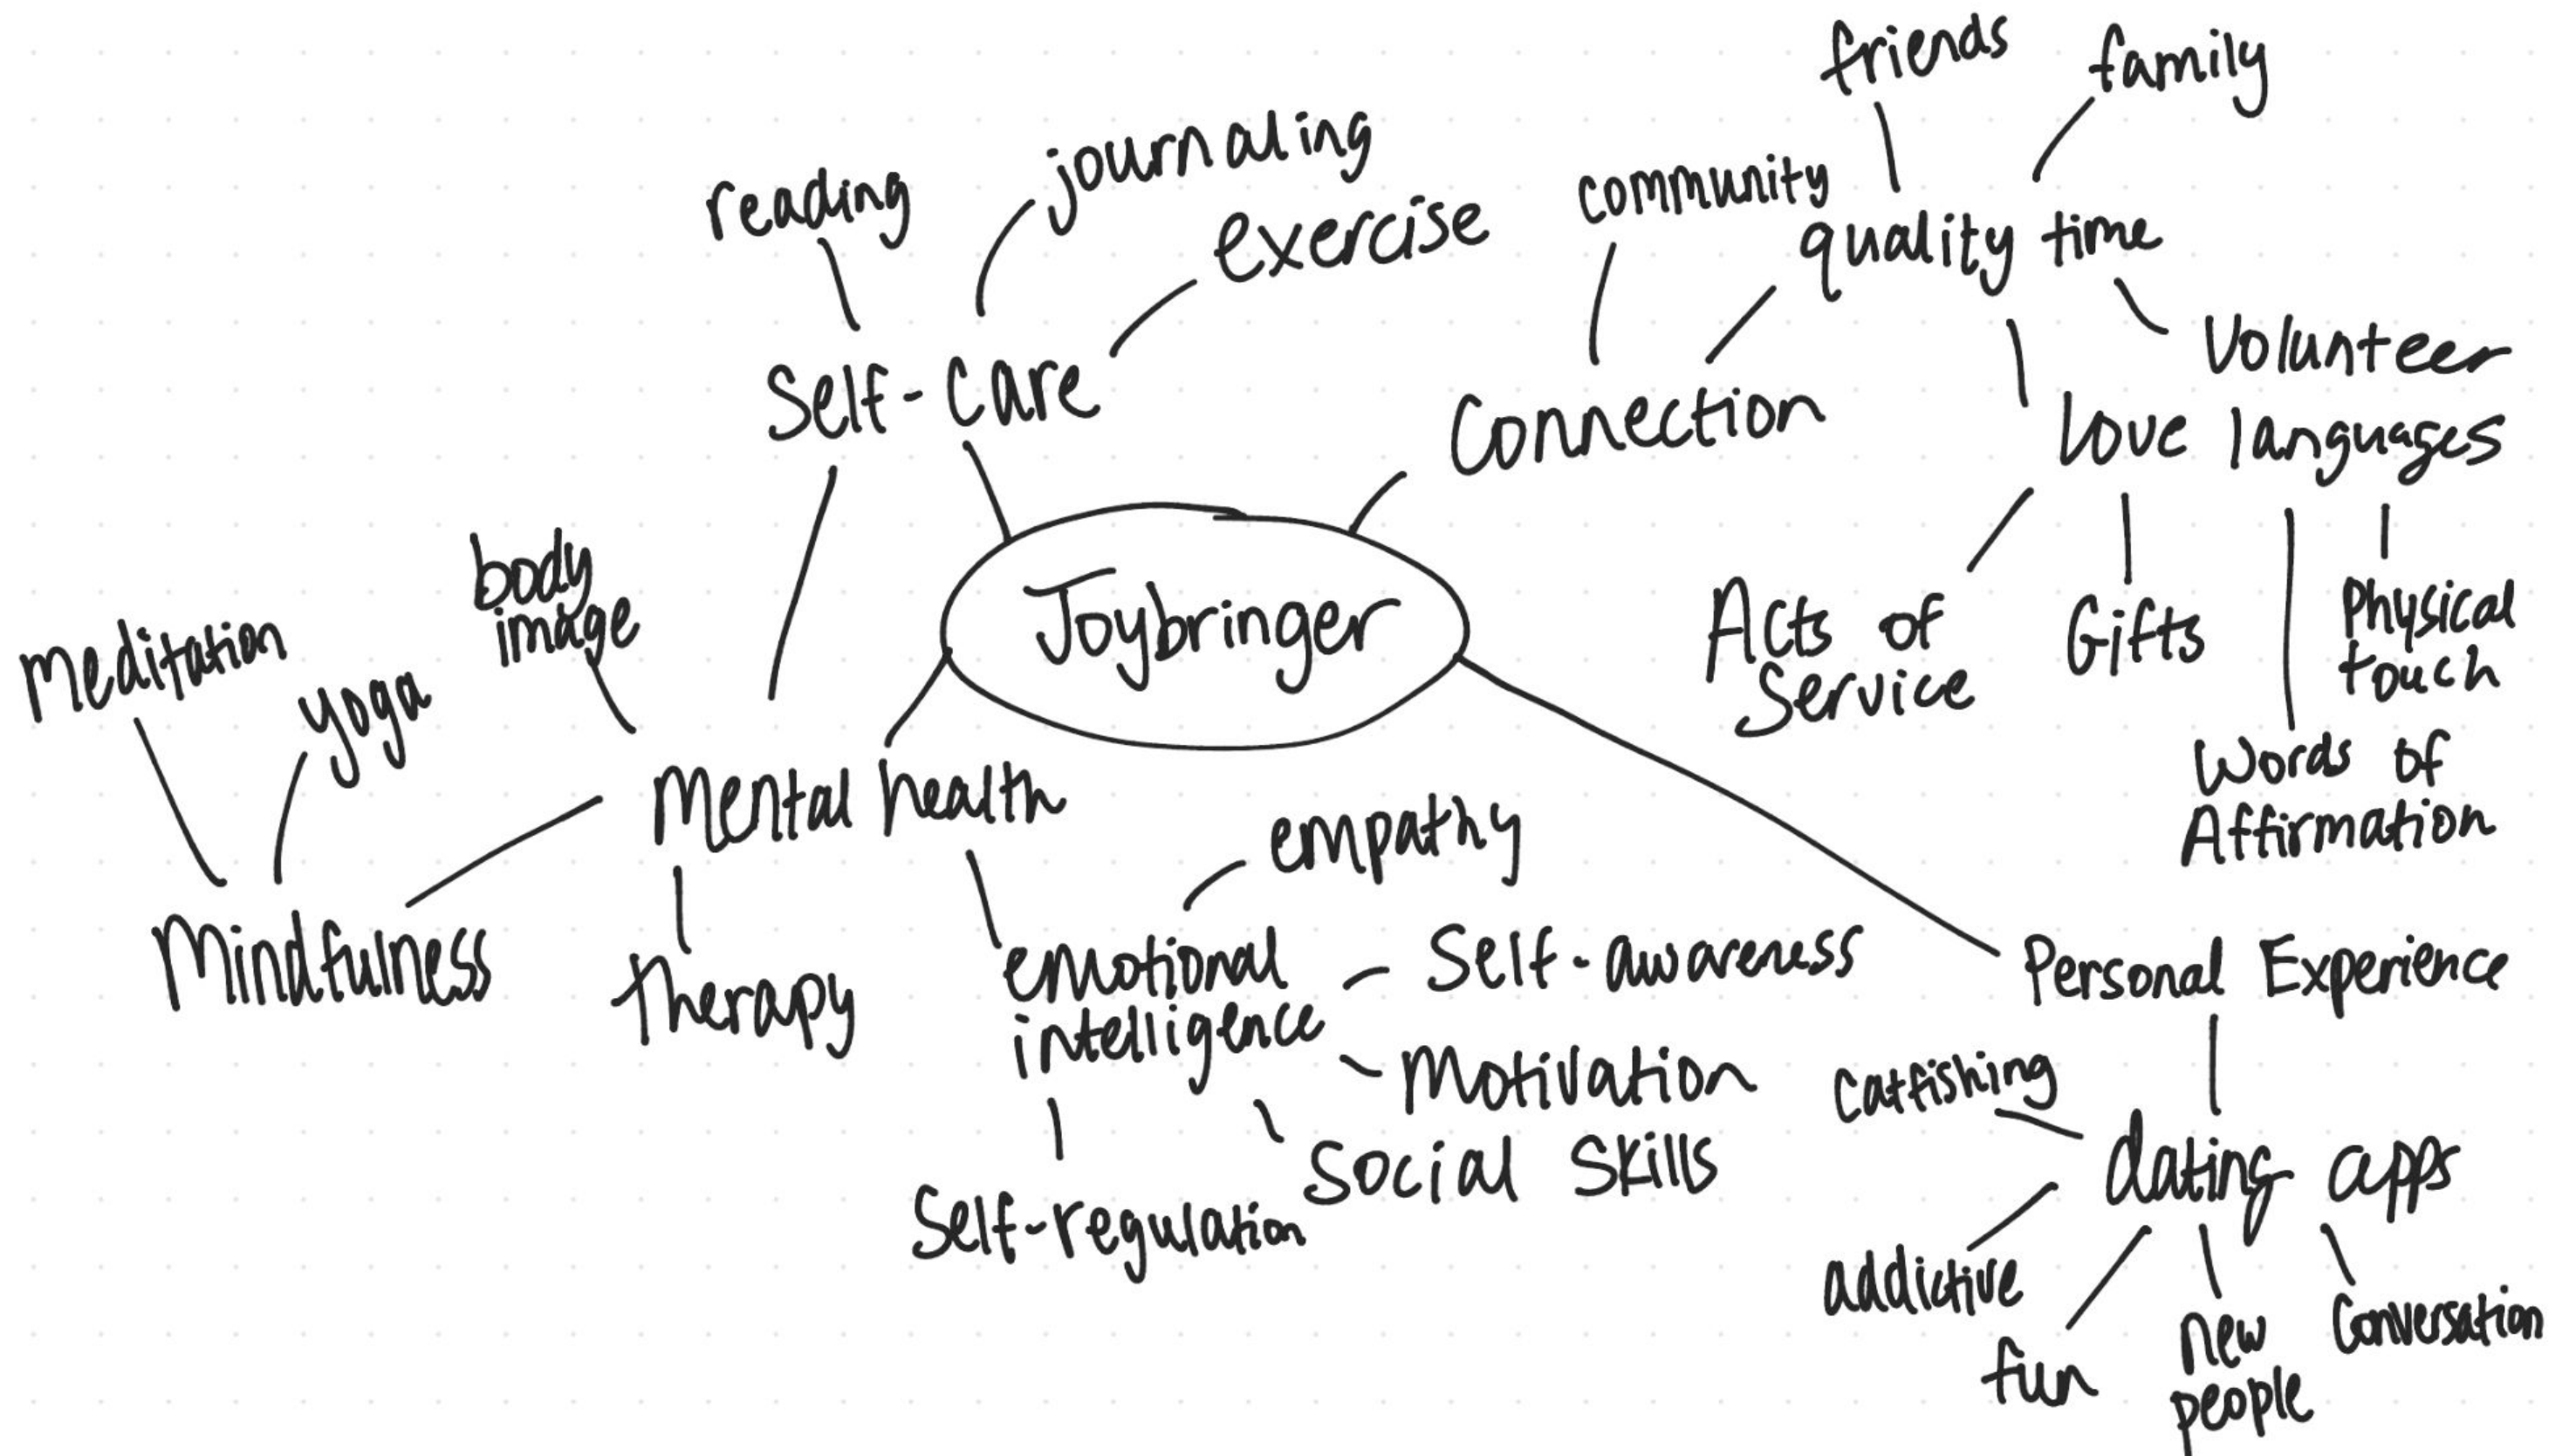 friends
family
journaling
reading
community
exercise
quality time
Volunteer
Self-Care
Connection
Love languages
body
image
Joybringer
Meditation
yoga
Acts of
Service
Gifts
Physical
touch
Words of
Affirmation
Mental health
empathy
Mindfulness
therapy
emotional
intelligence
Self-awareness
Personal Experience
Motivation
Catfishing
Social Skills
dating apps
Self-regulation
addictive
fun
new
people
Conversation